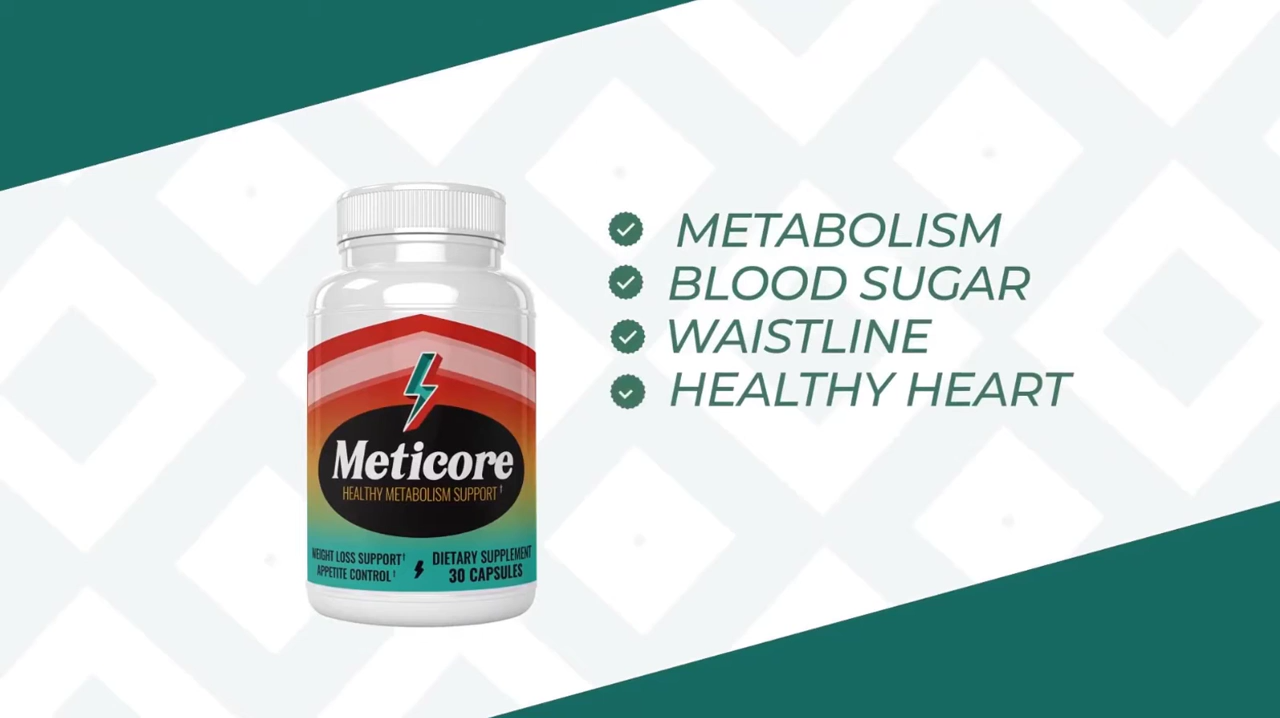 METABOLISM
BLOOD SUGAR
WAISTLINE
HEALTHY HEART
Meticore
HEALTHY METABOLISM SUPPORT†
WEIGHT LOSS SUPPORT†
APPETITE CONTROL†
DIETARY SUPPLEMENT
30 CAPSULES